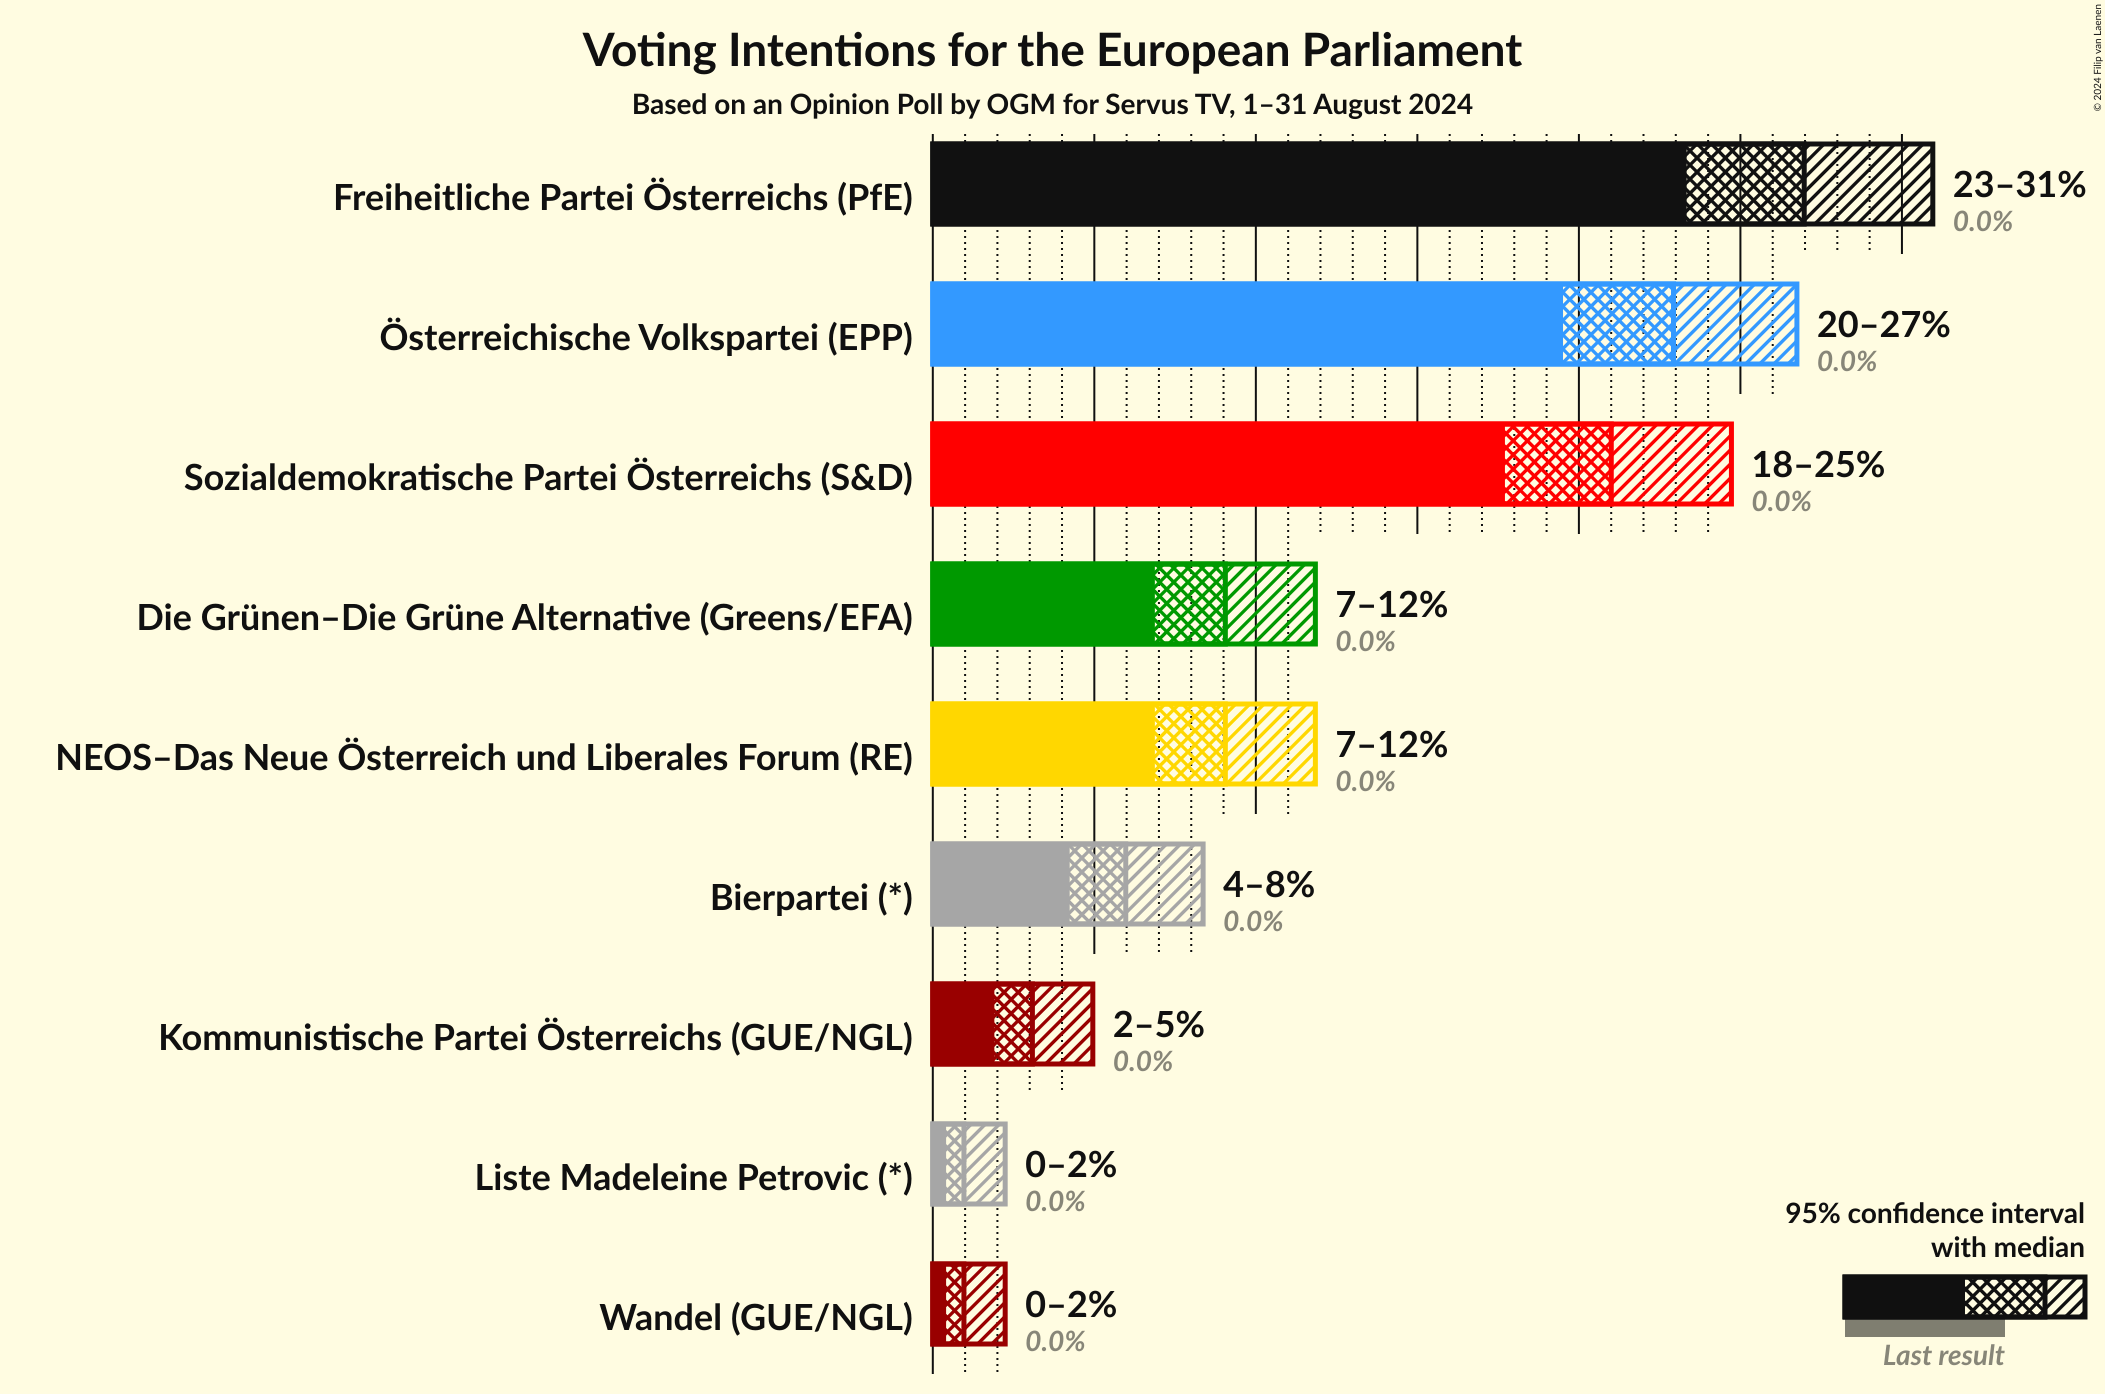 Voting Intentions for the European Parliament
Based on an Opinion Poll by OGM for Servus TV, 1–31 August 2024
© 2024 Filip van Laenen
Freiheitliche Partei Österreichs (PfE)
23–31%
0.0%
Österreichische Volkspartei (EPP)
20–27%
0.0%
Sozialdemokratische Partei Österreichs (S&D)
18–25%
0.0%
Die Grünen–Die Grüne Alternative (Greens/EFA)
7–12%
0.0%
NEOS–Das Neue Österreich und Liberales Forum (RE)
7–12%
0.0%
Bierpartei (*)
4–8%
0.0%
Kommunistische Partei Österreichs (GUE/NGL)
2–5%
0.0%
Liste Madeleine Petrovic (*)
0–2%
0.0%
Wandel (GUE/NGL)
0–2%
0.0%
95% confidence interval
with median
Last result